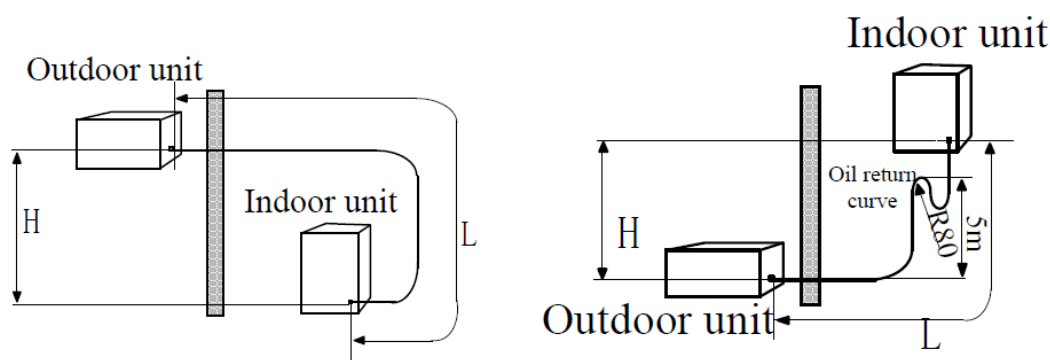 Outdoor unit
H
Indoor unit
L
Indoor unit
Oil return
curve
H
R80
5m
Outdoor unit
L